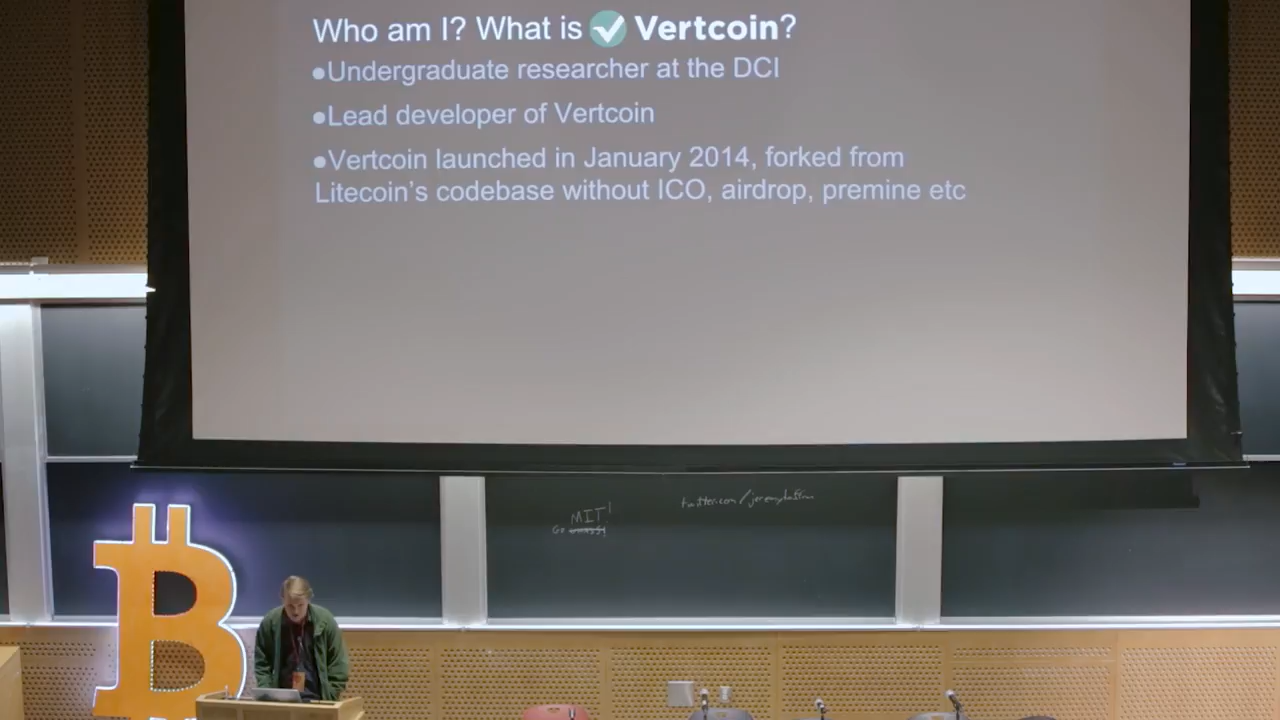 Who am I? What is Vertcoin?
●Undergraduate researcher at the DCI
●Lead developer of Vertcoin
●Vertcoin launched in January 2014, forked from
Litecoin's codebase without ICO, airdrop, premine etc
MIT!
Go